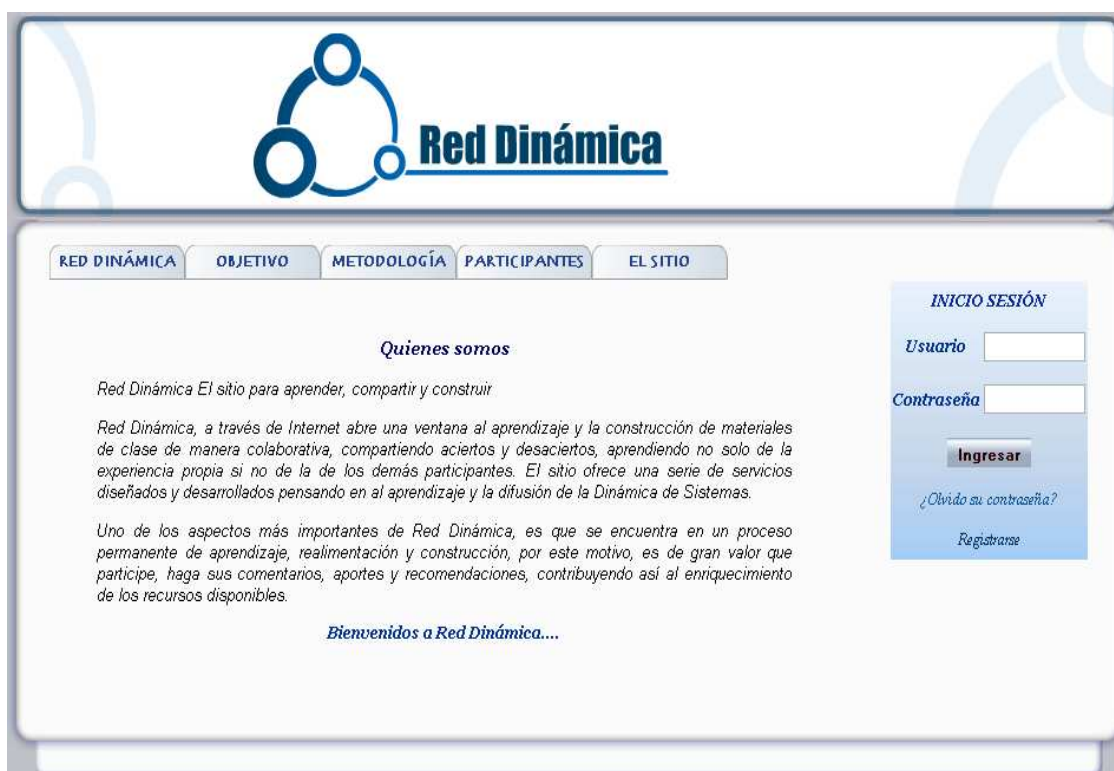 Red Dinámica
RED DINÁMICA OBJETIVO METODOLOGÍA PARTICIPANTES EL SITIO
Quienes somos
Red Dinámica El sitio para aprender, compartir y construir
Red Dinámica, a través de Internet abre una ventana al aprendizaje y la construcción de materiales
de clase de manera colaborativa, compartiendo aciertos y desaciertos, aprendiendo no solo de la
experiencia propia si no de la de los demás participantes. El sitio ofrece una serie de servicios
diseñados y desarrollados pensando en al aprendizaje y la difusión de la Dinámica de Sistemas.
Uno de los aspectos más importantes de Red Dinámica, es que se encuentra en un proceso
permanente de aprendizaje, realimentación y construcción, por este motivo, es de gran valor que
participe, haga sus comentarios, aportes y recomendaciones, contribuyendo así al enriquecimiento
de los recursos disponibles.
Bienvenidos a Red Dinámica....
INICIO SESIÓN
Usuario
Contraseña
Ingresar
¿Olvido su contraseña?
Registrarse